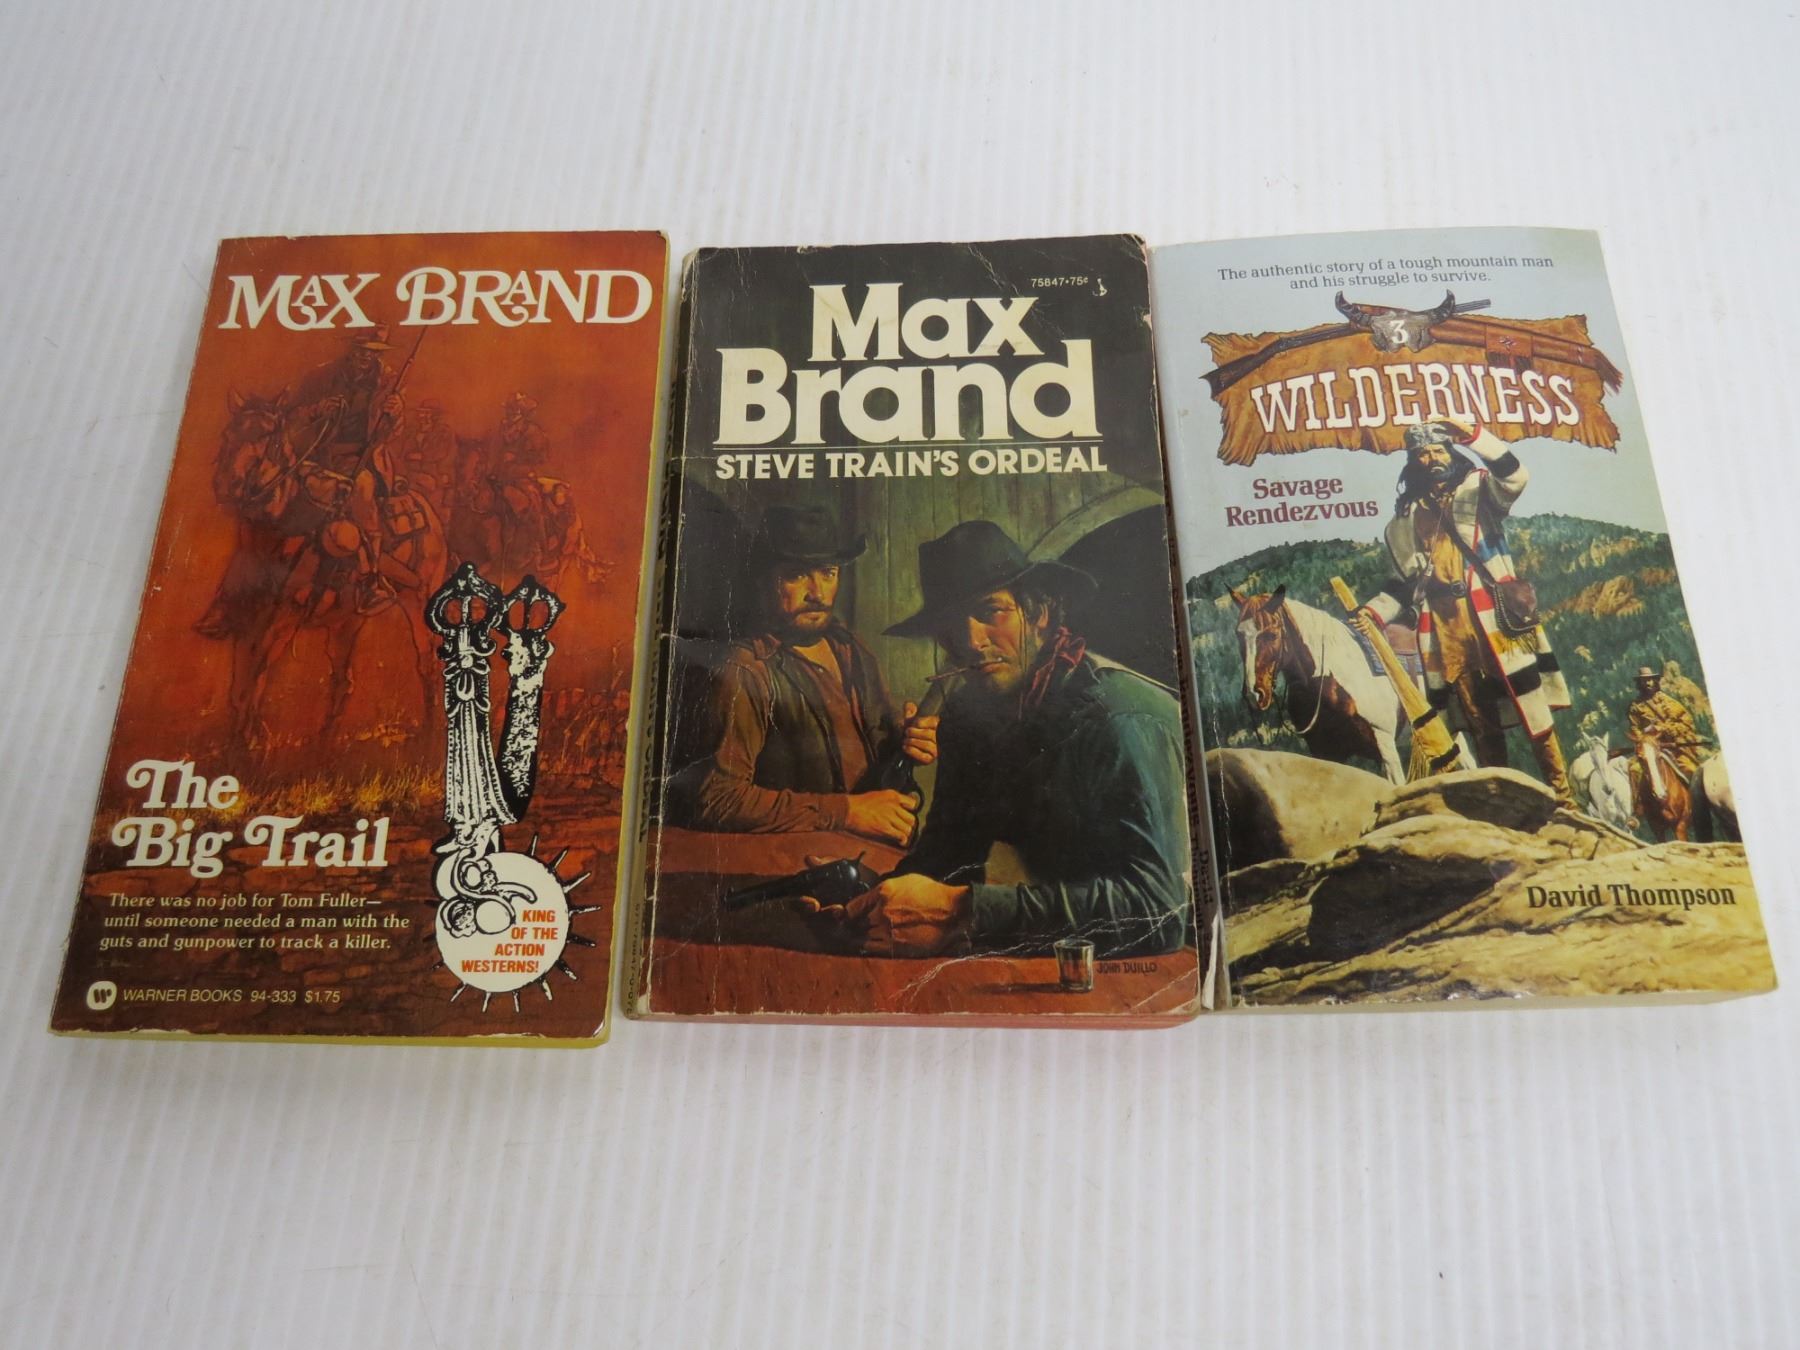 MAX BRAND
The
Big Trail
There was no job for Tom Fuller—
until someone needed a man with the
guts and gunpower to track a killer.
KING
OF THE
ACTION
WESTERNS!
W WARNER BOOKS 94-333 $1.75
75847•75¢
Max
Brand
STEVE TRAIN'S ORDEAL
JOHN DUILLO
The authentic story of a tough mountain man
and his struggle to survive.
3
WILDERNESS
Savage
Rendezvous
David Thompson